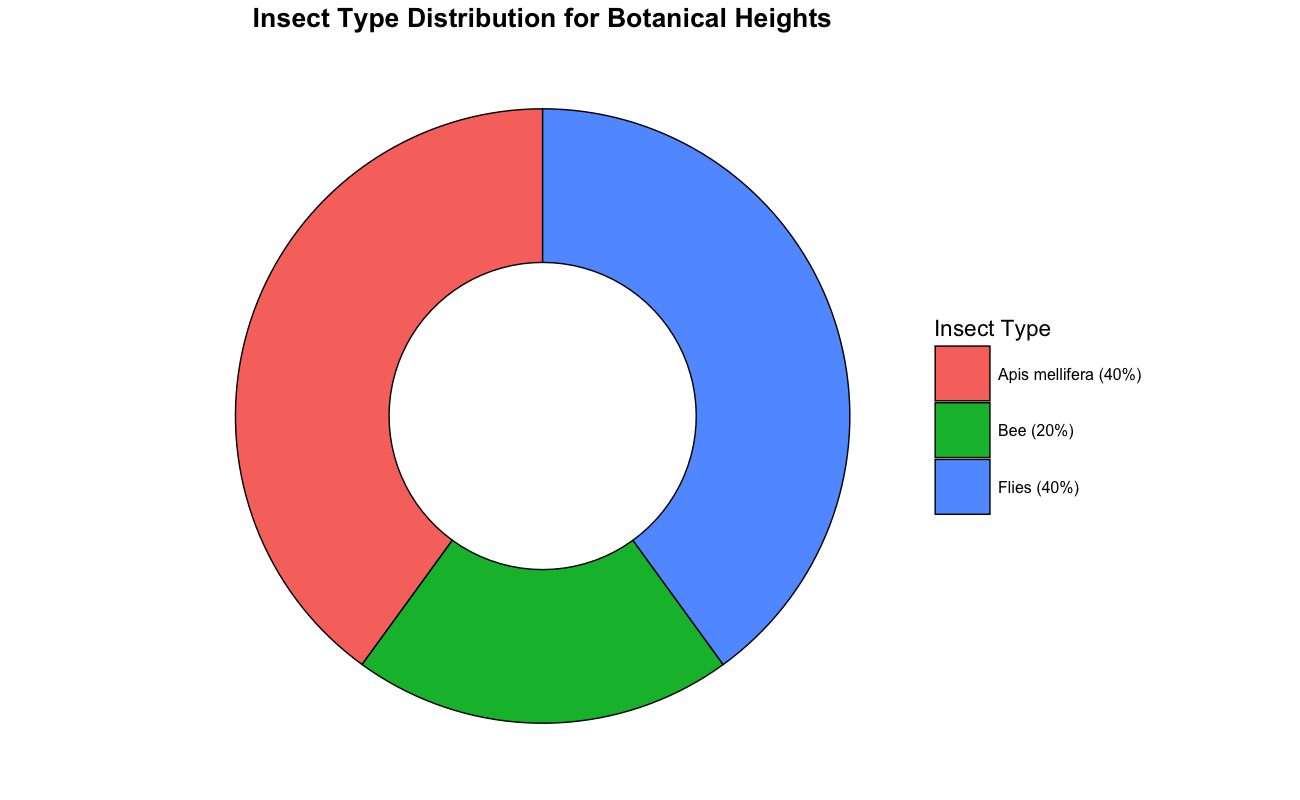 Insect Type Distribution for Botanical Heights
Insect Type
Apis mellifera (40%)
Bee (20%)
Flies (40%)